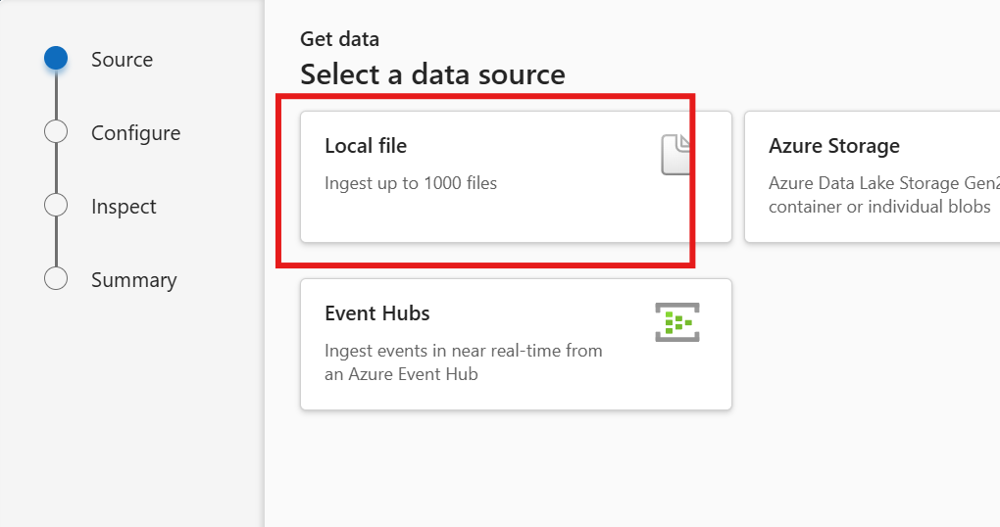 Source
Configure
Inspect
Summary
Get data
Select a data source
Local file
Ingest up to 1000 files
Azure Storage
Azure Data Lake Storage Gen2
container or individual blobs
Event Hubs
Ingest events in near real-time from
an Azure Event Hub